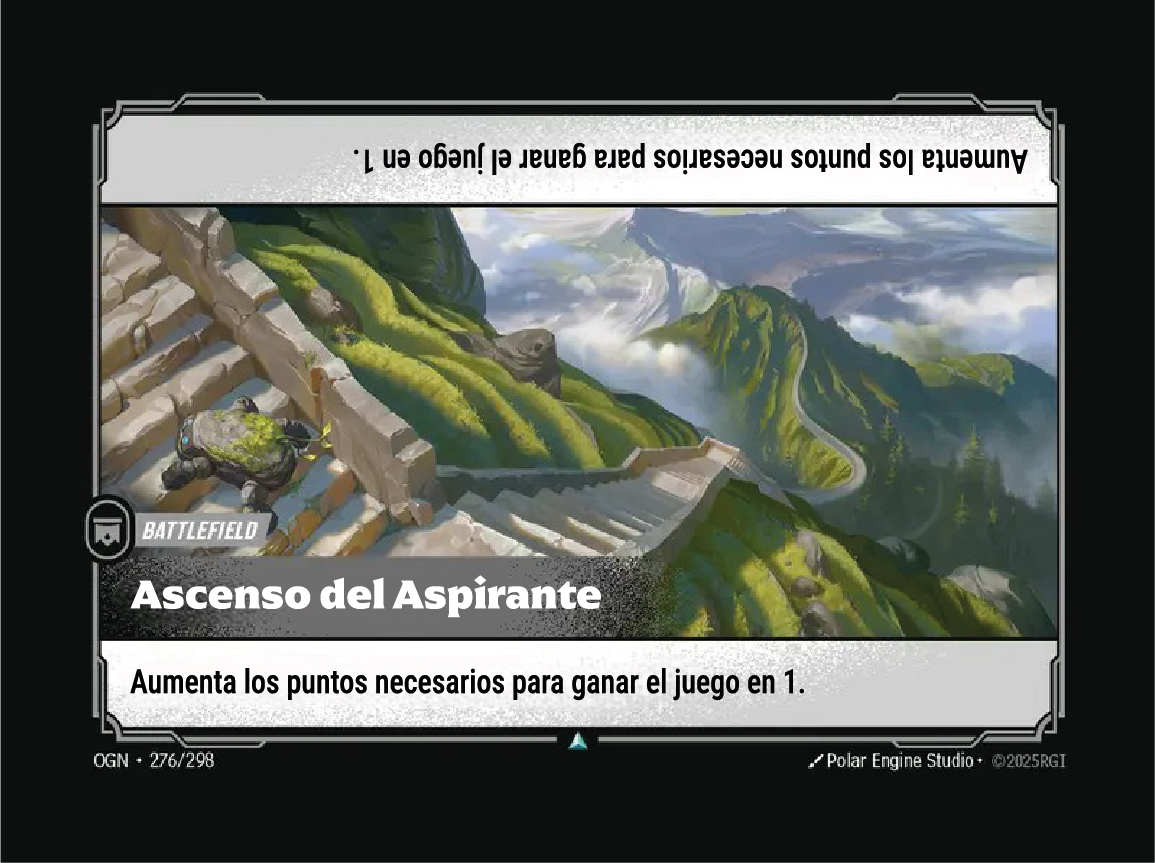 Aumenta los puntos necesarios para ganar el juego en 1.
BATTLEFIELD
Ascenso del Aspirante
Aumenta los puntos necesarios para ganar el juego en 1.
OGN • 276/298
Polar Engine Studio • ©2025RGI